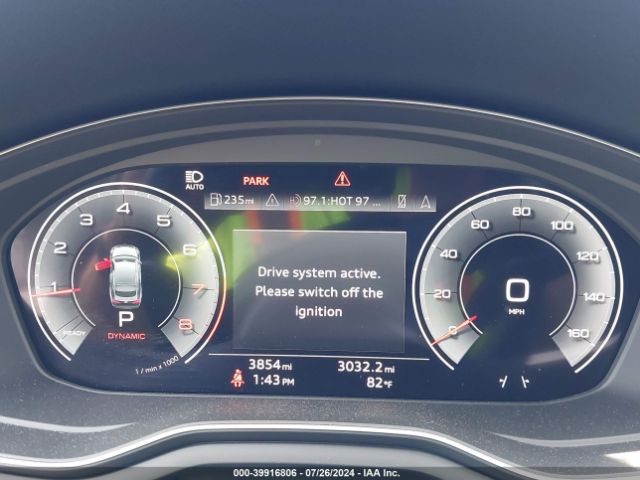 AUTO PARK
235mi 97.1:HOT 97 ...
1 2 3 4 5 6 7 8
READY
P
DYNAMIC
1 / min x 1000
Drive system active.
Please switch off the
ignition
0 20 40 60 80 100 120 140 160
0
MPH
3854mi 3032.2mi
1:43PM 82°F
000-39916806 - 07/26/2024 - IAA Inc.